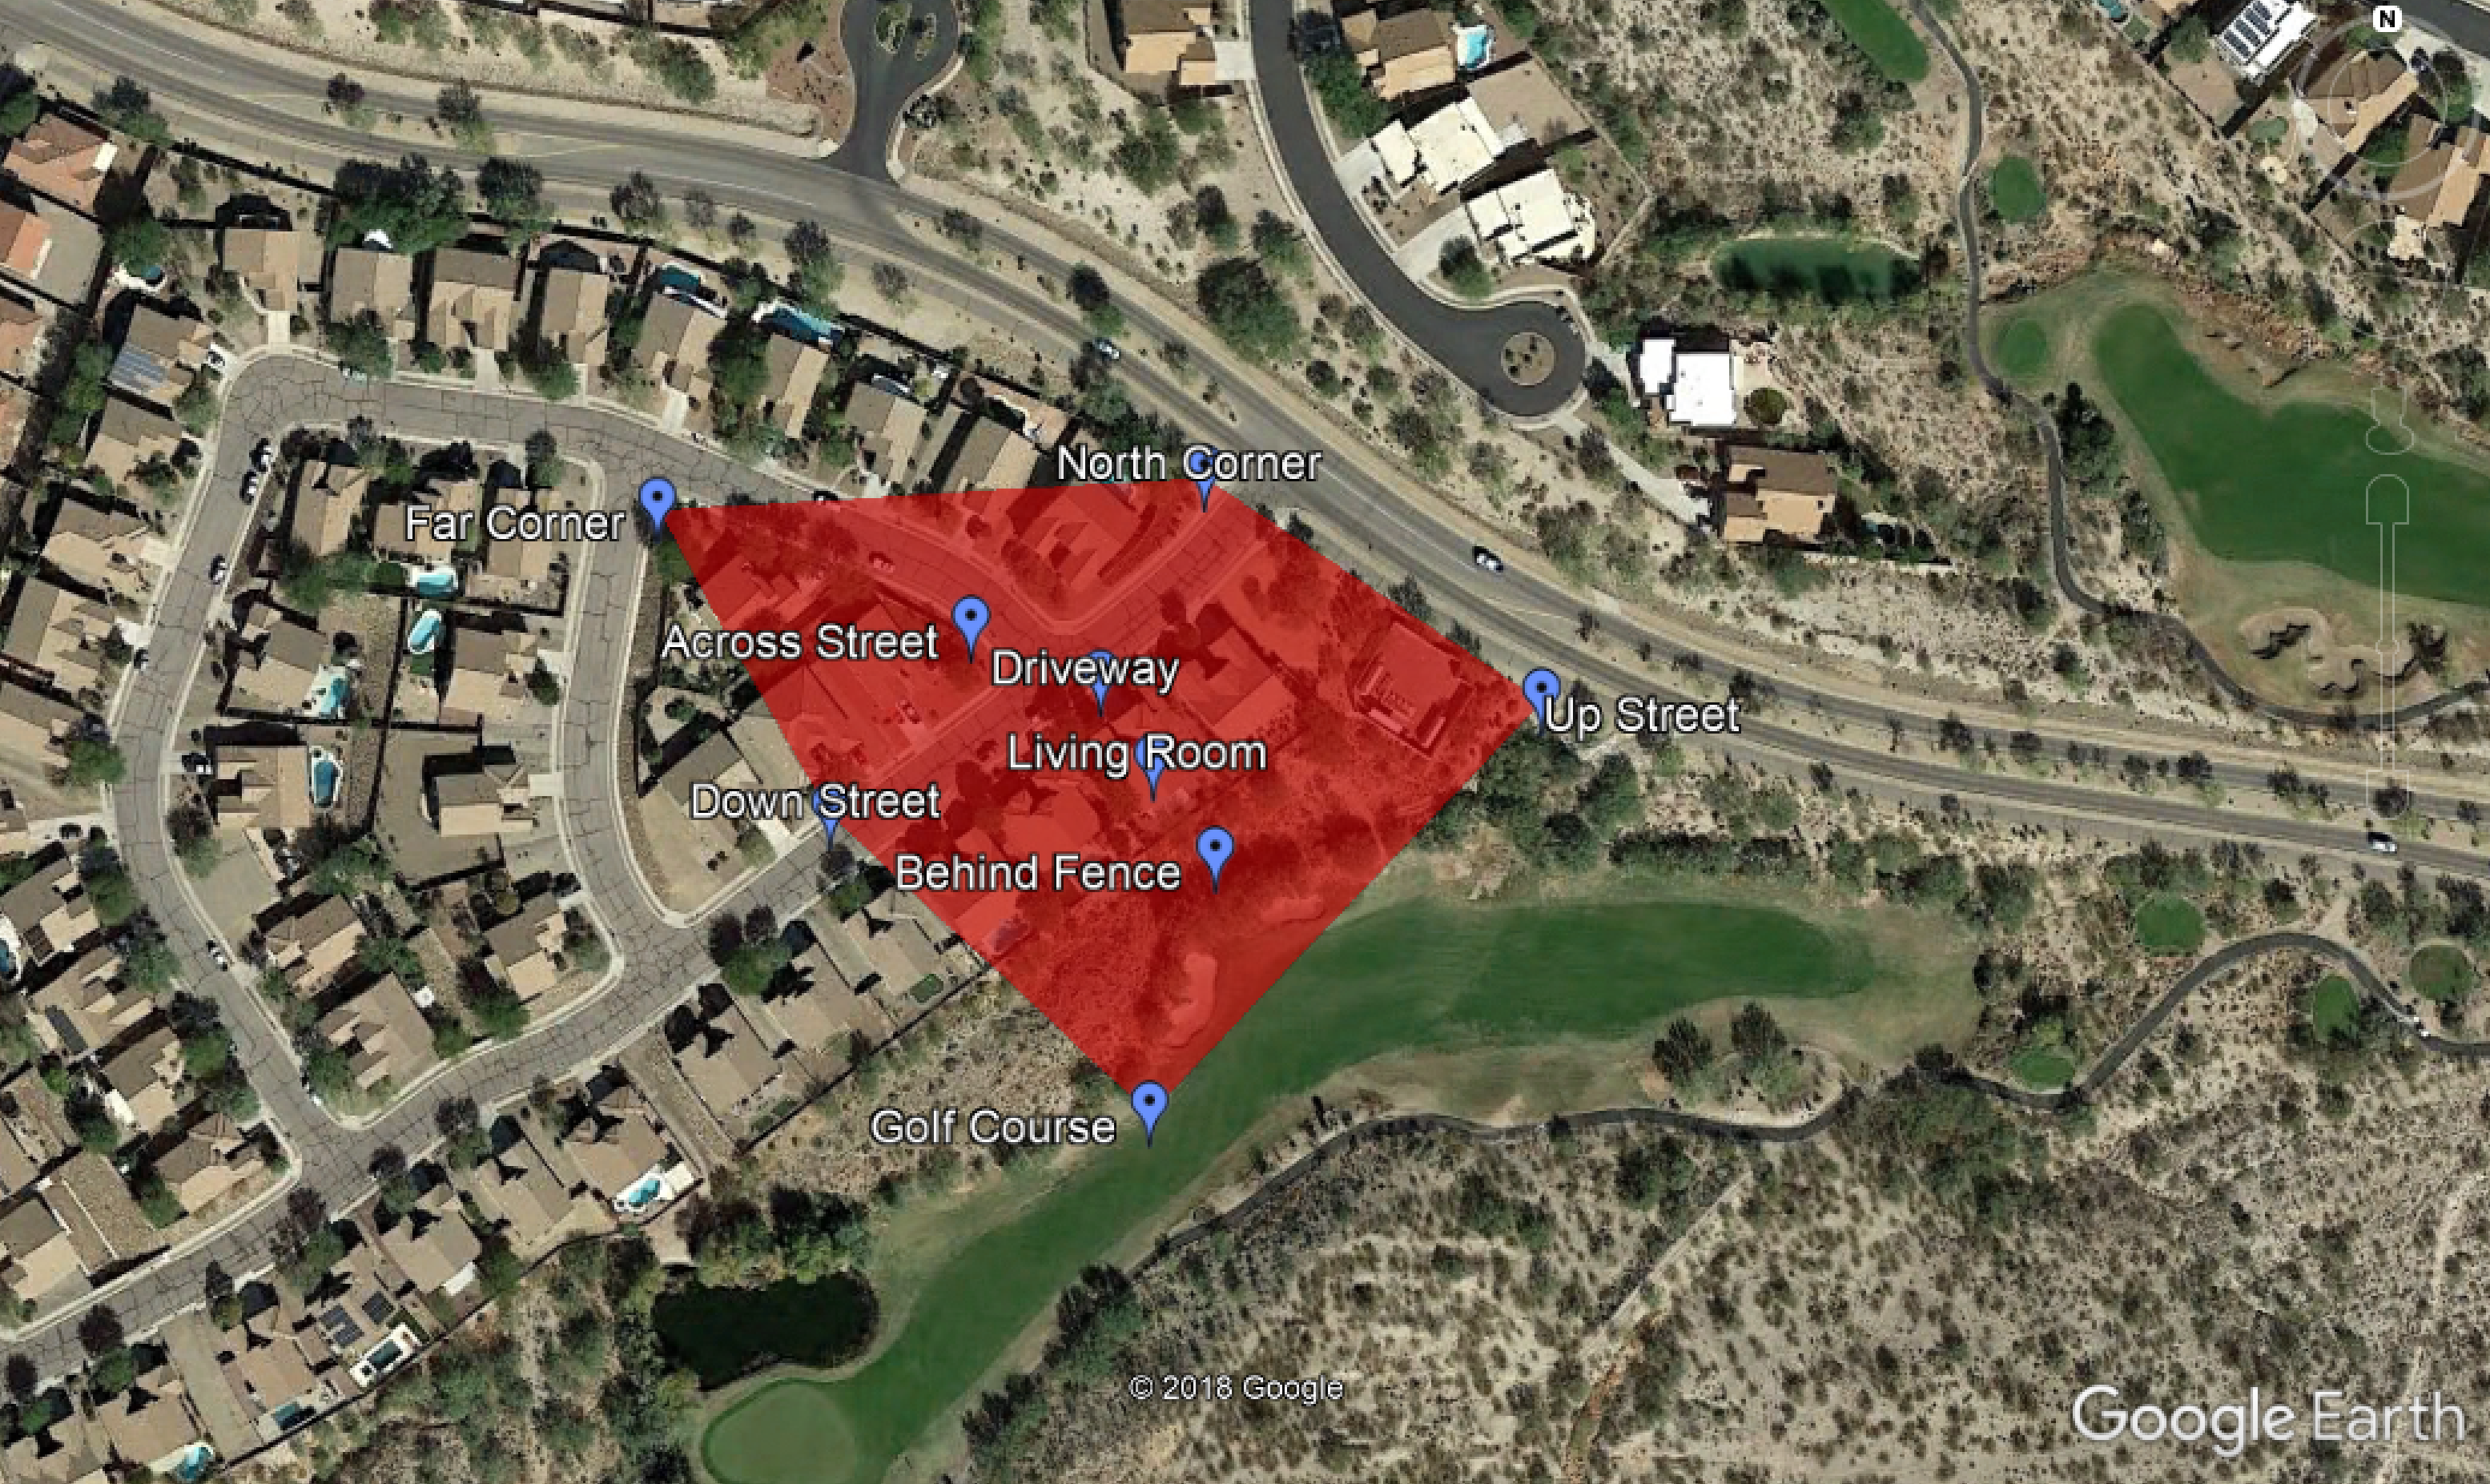 N
North Corner
Far Corner
Across Street
Driveway
Up Street
Living Room
Down Street
Behind Fence
Golf Course
© 2018 Google
Google Earth